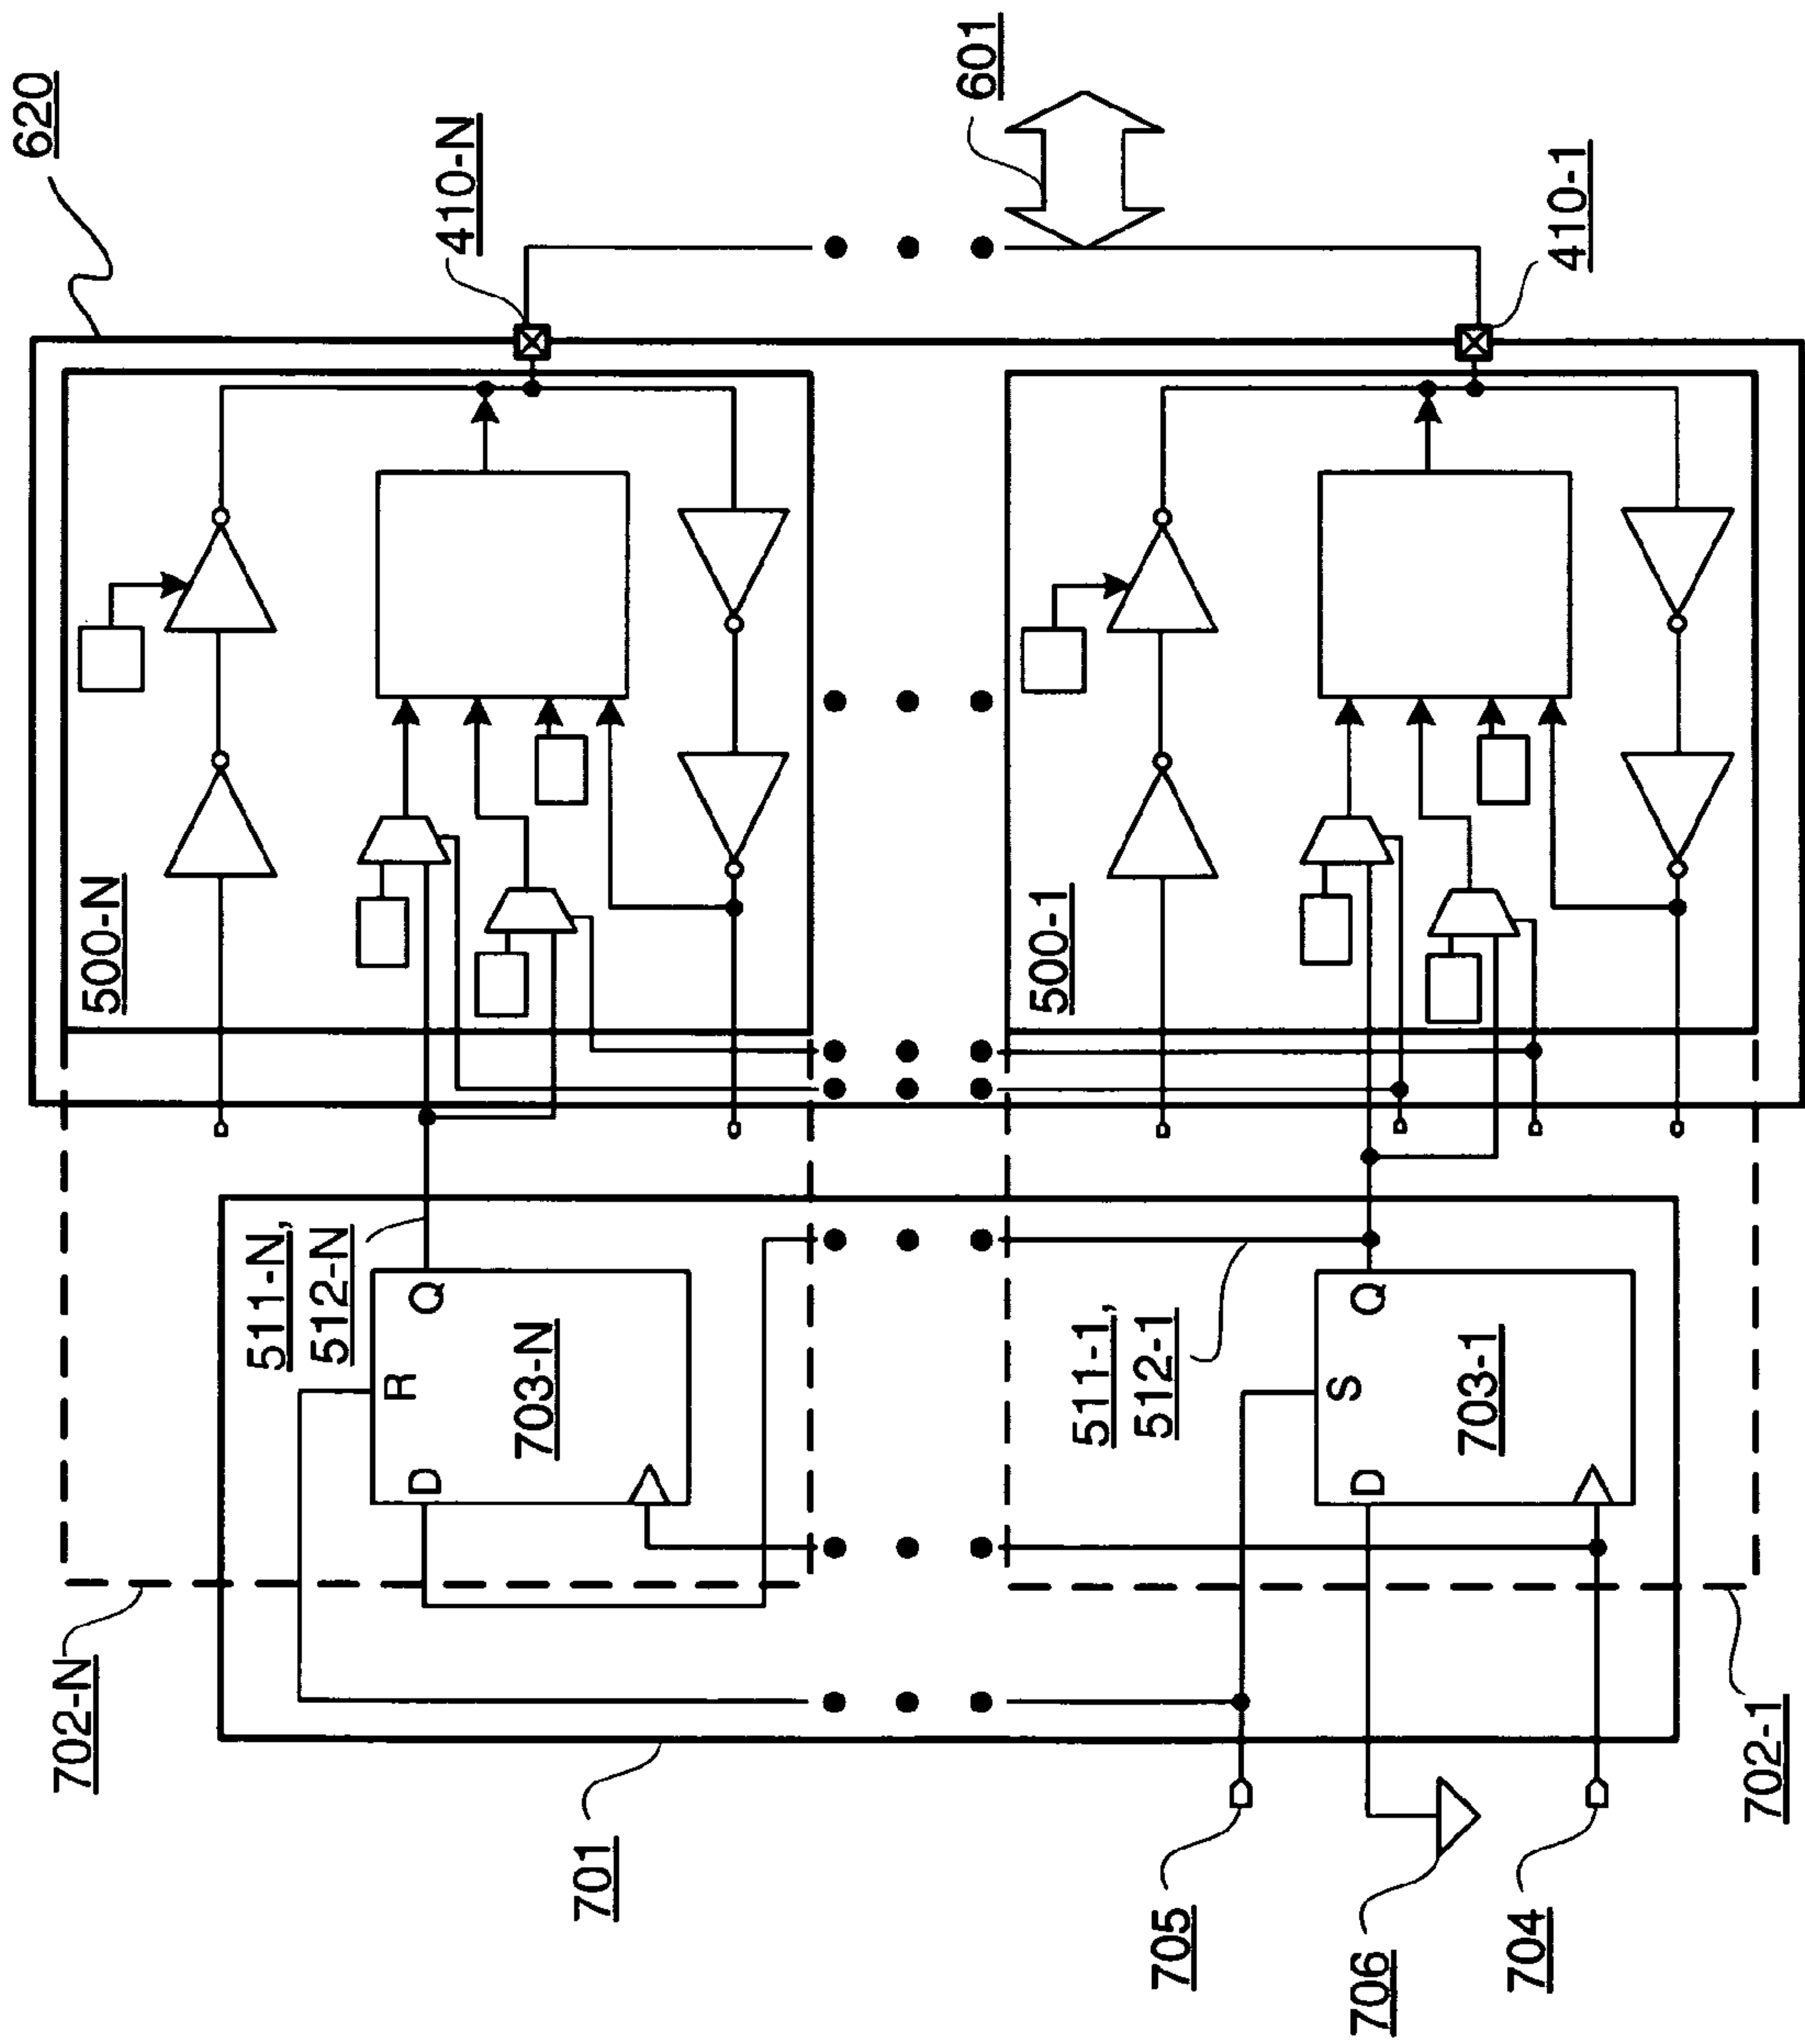 620
410-N
601
410-1
500-N
500-1
511-N,
512-N
Q
R
D
703-N
511-1,
512-1
Q
S
D
703-1
702-N
701
705
706
704
702-1